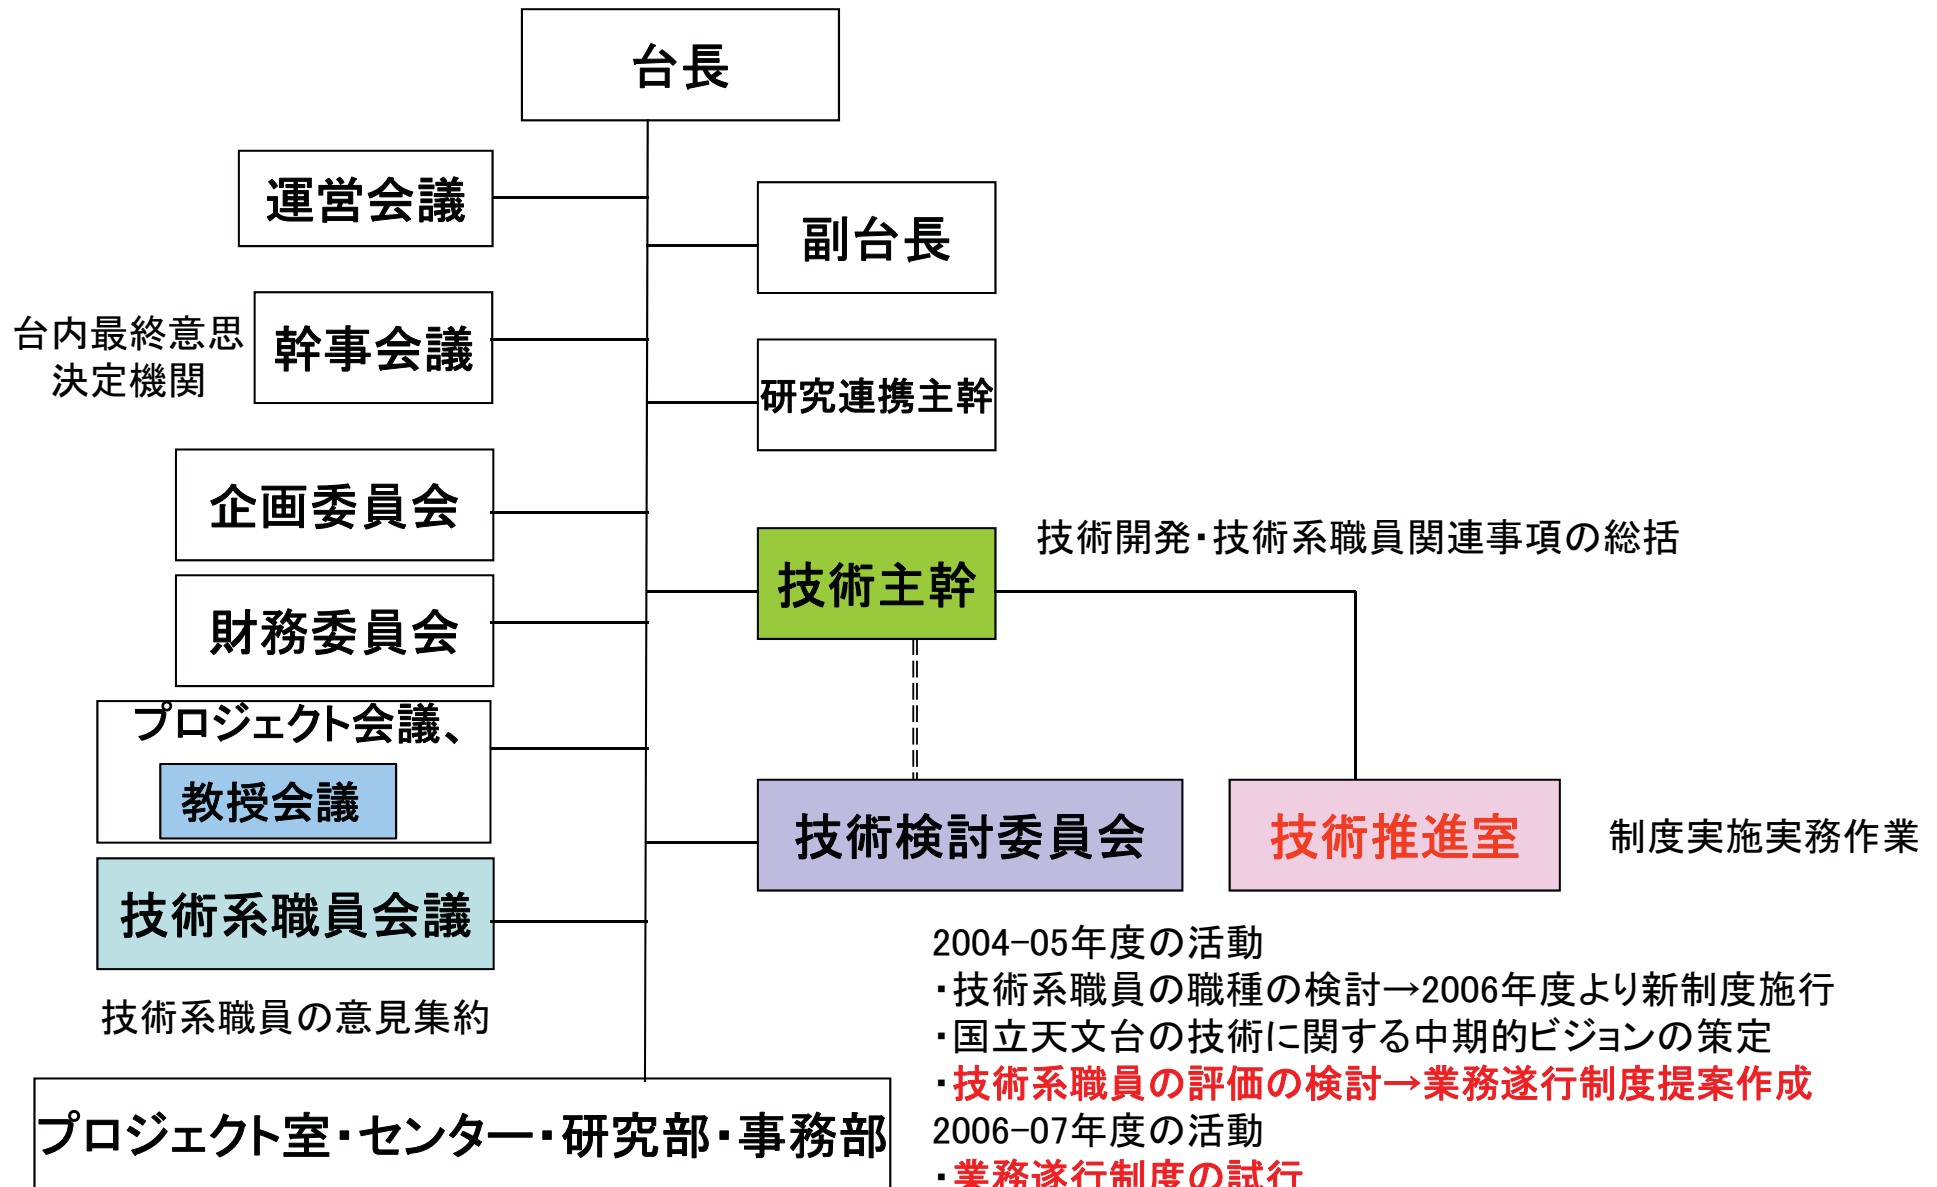 台長
運営会議
副台長
台内最終意思
決定機関
幹事会議
研究連携主幹
企画委員会
技術開発・技術系職員関連事項の総括
技術主幹
財務委員会
プロジェクト会議、
教授会議
技術検討委員会
技術推進室
制度実施実務作業
技術系職員会議
技術系職員の意見集約
2004-05年度の活動
・技術系職員の職種の検討→2006年度より新制度施行
・国立天文台の技術に関する中期的ビジョンの策定
・技術系職員の評価の検討→業務遂行制度提案作成
2006-07年度の活動
・業務遂行制度の試行
プロジェクト室・センター・研究部・事務部